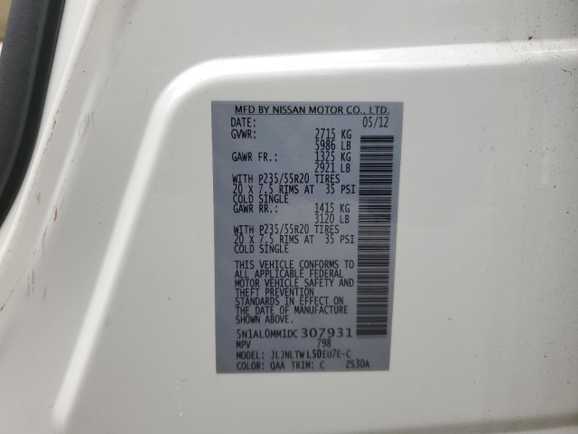 MFD BY NISSAN MOTOR CO., LTD.
DATE: 05/12
GVWR: 2715 KG
5986 LB
GAWR FR.: 1325 KG
2921 LB
WITH P235/55R20 TIRES
20 X 7.5 RIMS AT 35 PSI
COLD SINGLE
GAWR RR.: 1415 KG
3120 LB
WITH P235/55R20 TIRES
20 X 7.5 RIMS AT 35 PSI
COLD SINGLE
THIS VEHICLE CONFORMS TO
ALL APPLICABLE FEDERAL
MOTOR VEHICLE SAFETY AND
THEFT PREVENTION
STANDARDS IN EFFECT ON
THE DATE OF MANUFACTURE
SHOWN ABOVE.
5N1AL0MM1DC307931
MPV 798
JLJNLTWL50EU7E-C
COLOR: QAA TRIM: C 2530A